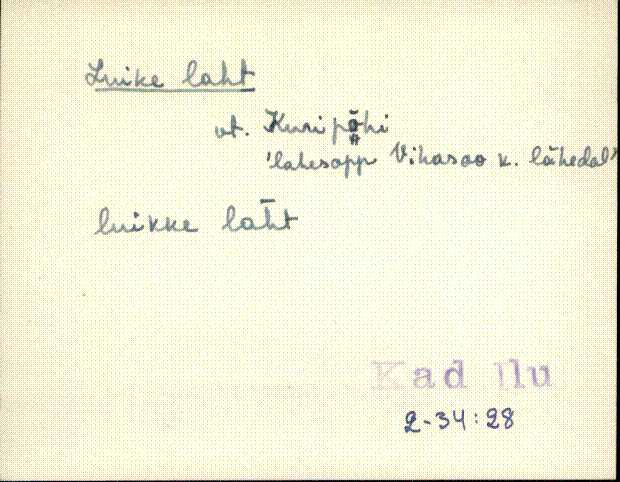 Luike laht
vt. Kuripõhi
'lahesopp Vihasoo k. lähedal'
luikke laht
Kad Ilu
2-34:28